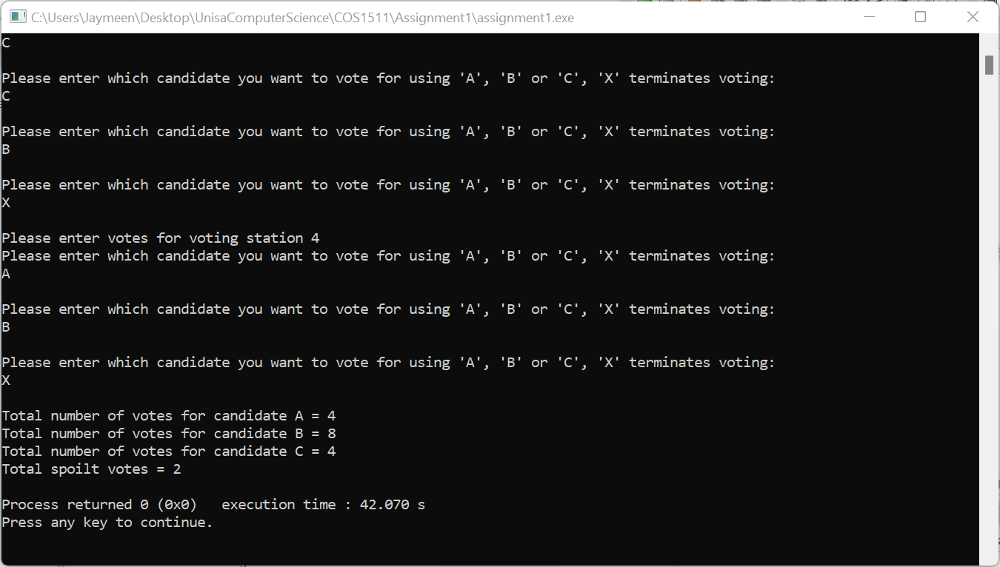 C:\Users\Jaymeen\Desktop\UnisaComputerScience\COS1511\Assignment1\assignment1.exe
C
Please enter which candidate you want to vote for using 'A', 'B' or 'C', 'X' terminates voting:
C
Please enter which candidate you want to vote for using 'A', 'B' or 'C', 'X' terminates voting:
B
Please enter which candidate you want to vote for using 'A', 'B' or 'C', 'X' terminates voting:
X
Please enter votes for voting station 4
Please enter which candidate you want to vote for using 'A', 'B' or 'C', 'X' terminates voting:
A
Please enter which candidate you want to vote for using 'A', 'B' or 'C', 'X' terminates voting:
B
Please enter which candidate you want to vote for using 'A', 'B' or 'C', 'X' terminates voting:
X
Total number of votes for candidate A = 4
Total number of votes for candidate B = 8
Total number of votes for candidate C = 4
Total spoilt votes = 2
Process returned 0 (0x0)   execution time : 42.070 s
Press any key to continue.